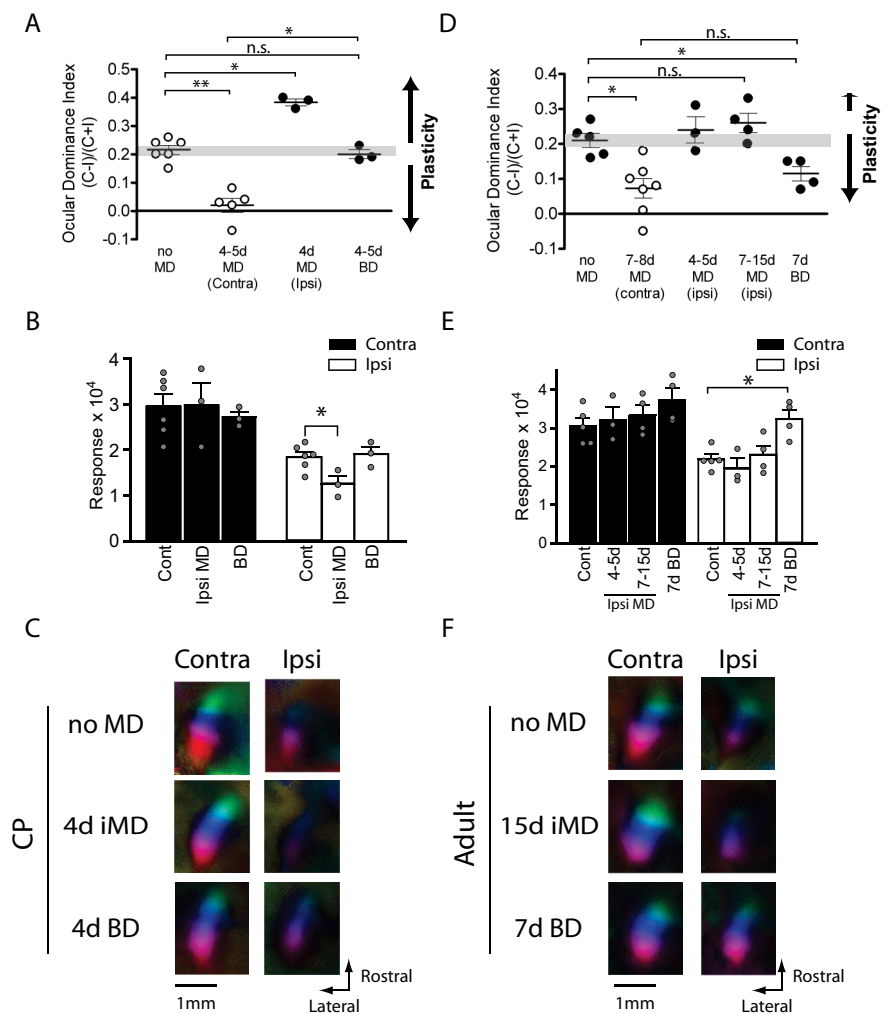 A
*
n.s.
*
**
Ocular Dominance Index
(C-I)/(C+I)
0.5
0.4
0.3
0.2
0.1
0.0
-0.1
Plasticity
no
MD
4-5d
MD
(Contra)
4d
MD
(Ipsi)
4-5d
BD
D
n.s.
*
n.s.
*
Ocular Dominance Index
(C-I)/(C+I)
0.4
0.3
0.2
0.1
0.0
-0.1
Plasticity
no
MD
7-8d
MD
(contra)
4-5d
MD
(ipsi)
7-15d
MD
(ipsi)
7d
BD
B
Contra
Ipsi
*
Response x 10⁴
4
3
2
1
0
Cont
Ipsi MD
BD
Cont
Ipsi MD
BD
E
Contra
Ipsi
*
Response x 10⁴
4
3
2
1
0
Cont
4-5d
7-15d
7d BD
Ipsi MD
Cont
4-5d
7-15d
7d BD
Ipsi MD
C
Contra Ipsi
CP
no MD
4d iMD
4d BD
1mm
Rostral
Lateral
F
Contra Ipsi
Adult
no MD
15d iMD
7d BD
1mm
Rostral
Lateral